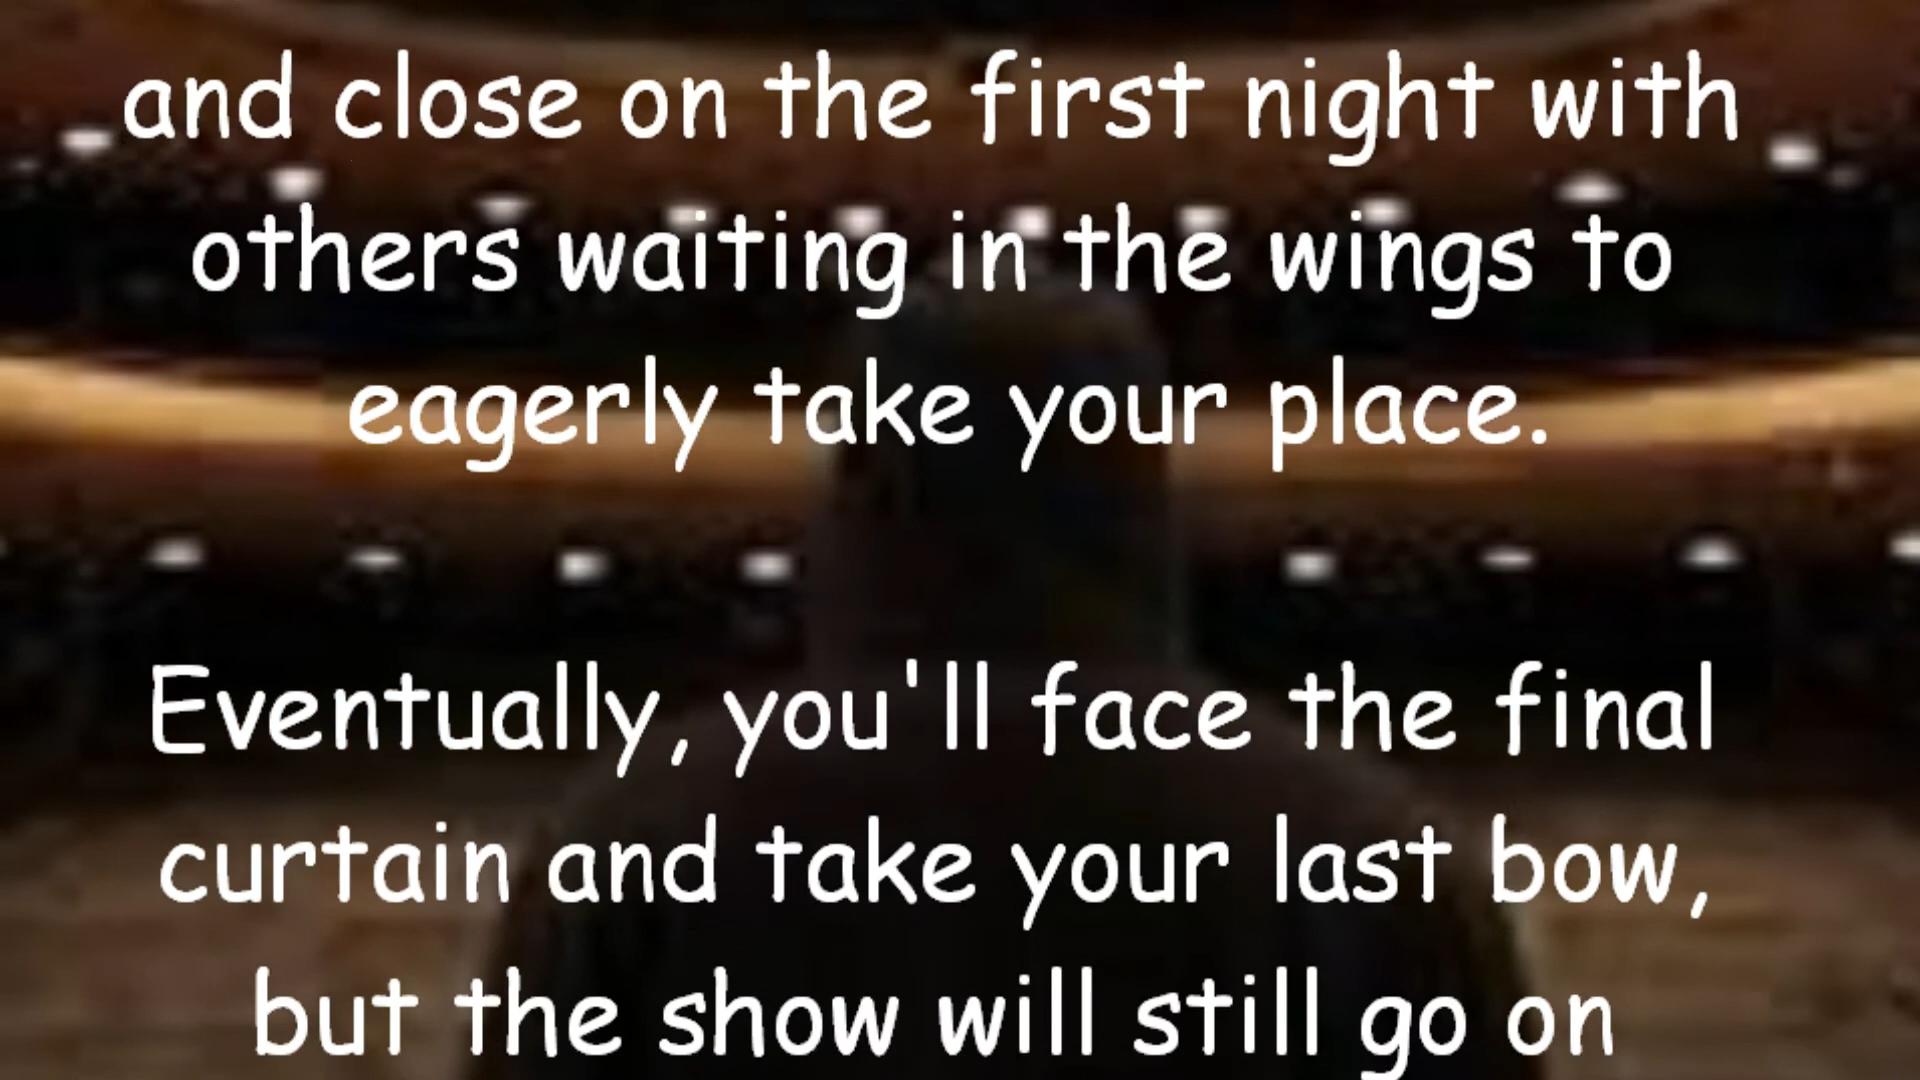 and close on the first night with
others waiting in the wings to
eagerly take your place.
Eventually, you'll face the final
curtain and take your last bow,
but the show will still go on